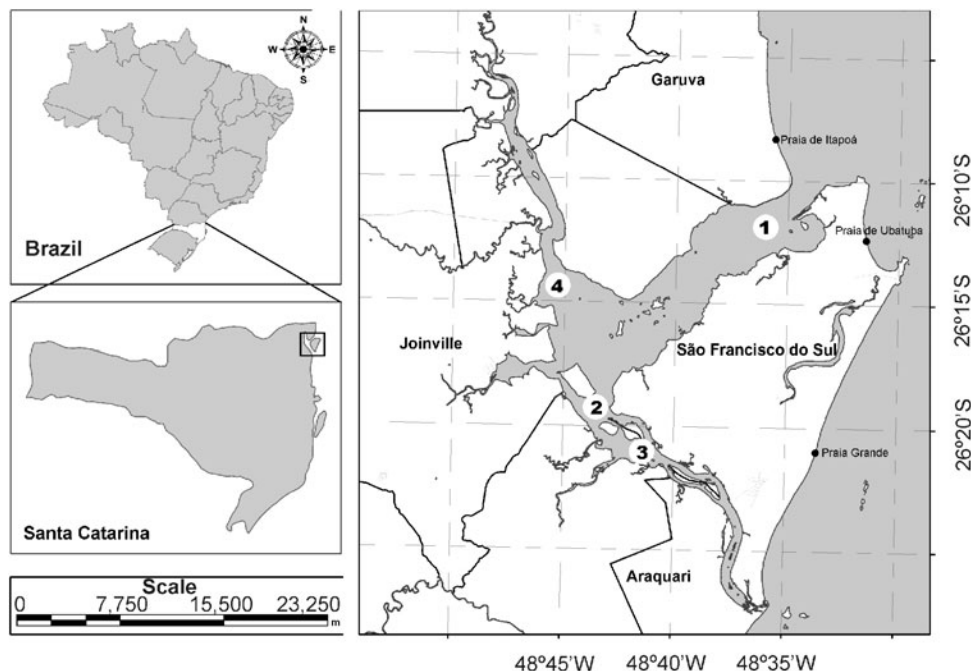 N
W E
S
Brazil
Santa Catarina
Scale
0 7,750 15,500 23,250
m
Garuva
Praia de Itapoá
1
Praia de Ubatuba
4
Joinville
São Francisco do Sul
2
3
Praia Grande
Araquari
26°10'S
26°15'S
26°20'S
48°45'W 48°40'W 48°35'W